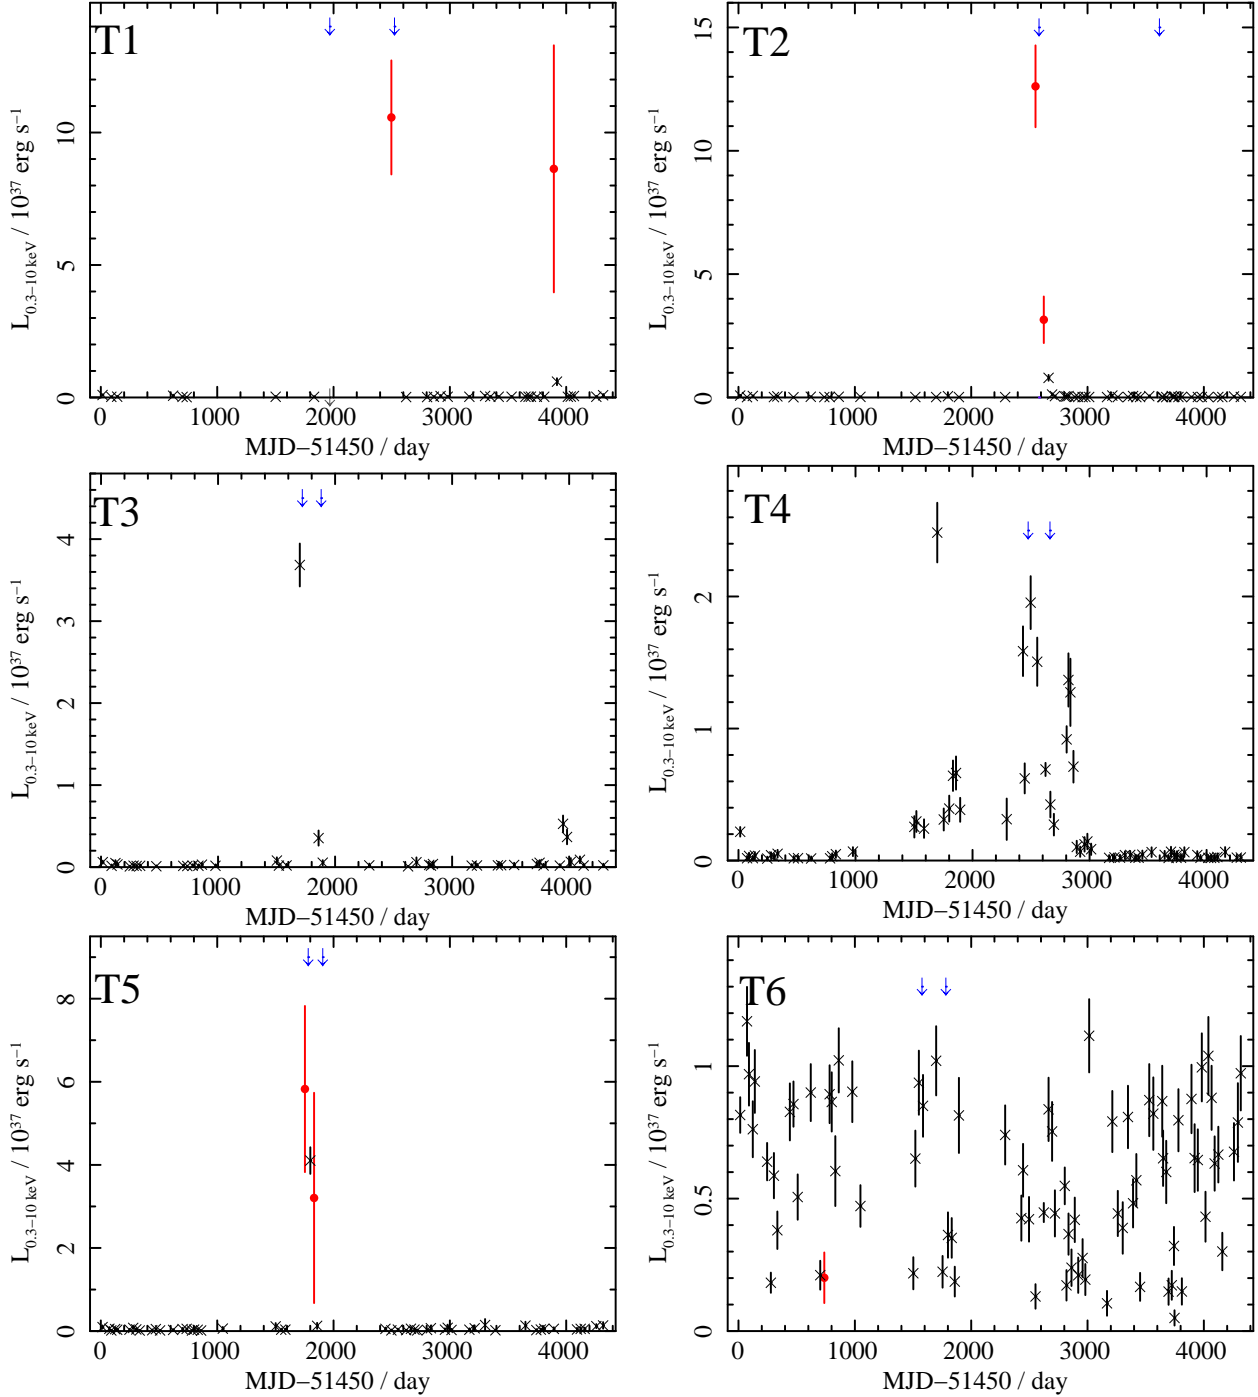 T1
L0.3–10 keV / 10^37 erg s^−1
0 5 10
0 1000 2000 3000 4000
MJD−51450 / day
T2
L0.3–10 keV / 10^37 erg s^−1
0 5 10 15
0 1000 2000 3000 4000
MJD−51450 / day
T3
L0.3–10 keV / 10^37 erg s^−1
0 1 2 3 4
0 1000 2000 3000 4000
MJD−51450 / day
T4
L0.3–10 keV / 10^37 erg s^−1
0 1 2
0 1000 2000 3000 4000
MJD−51450 / day
T5
L0.3–10 keV / 10^37 erg s^−1
0 2 4 6 8
0 1000 2000 3000 4000
MJD−51450 / day
T6
L0.3–10 keV / 10^37 erg s^−1
0 0.5 1
0 1000 2000 3000 4000
MJD−51450 / day